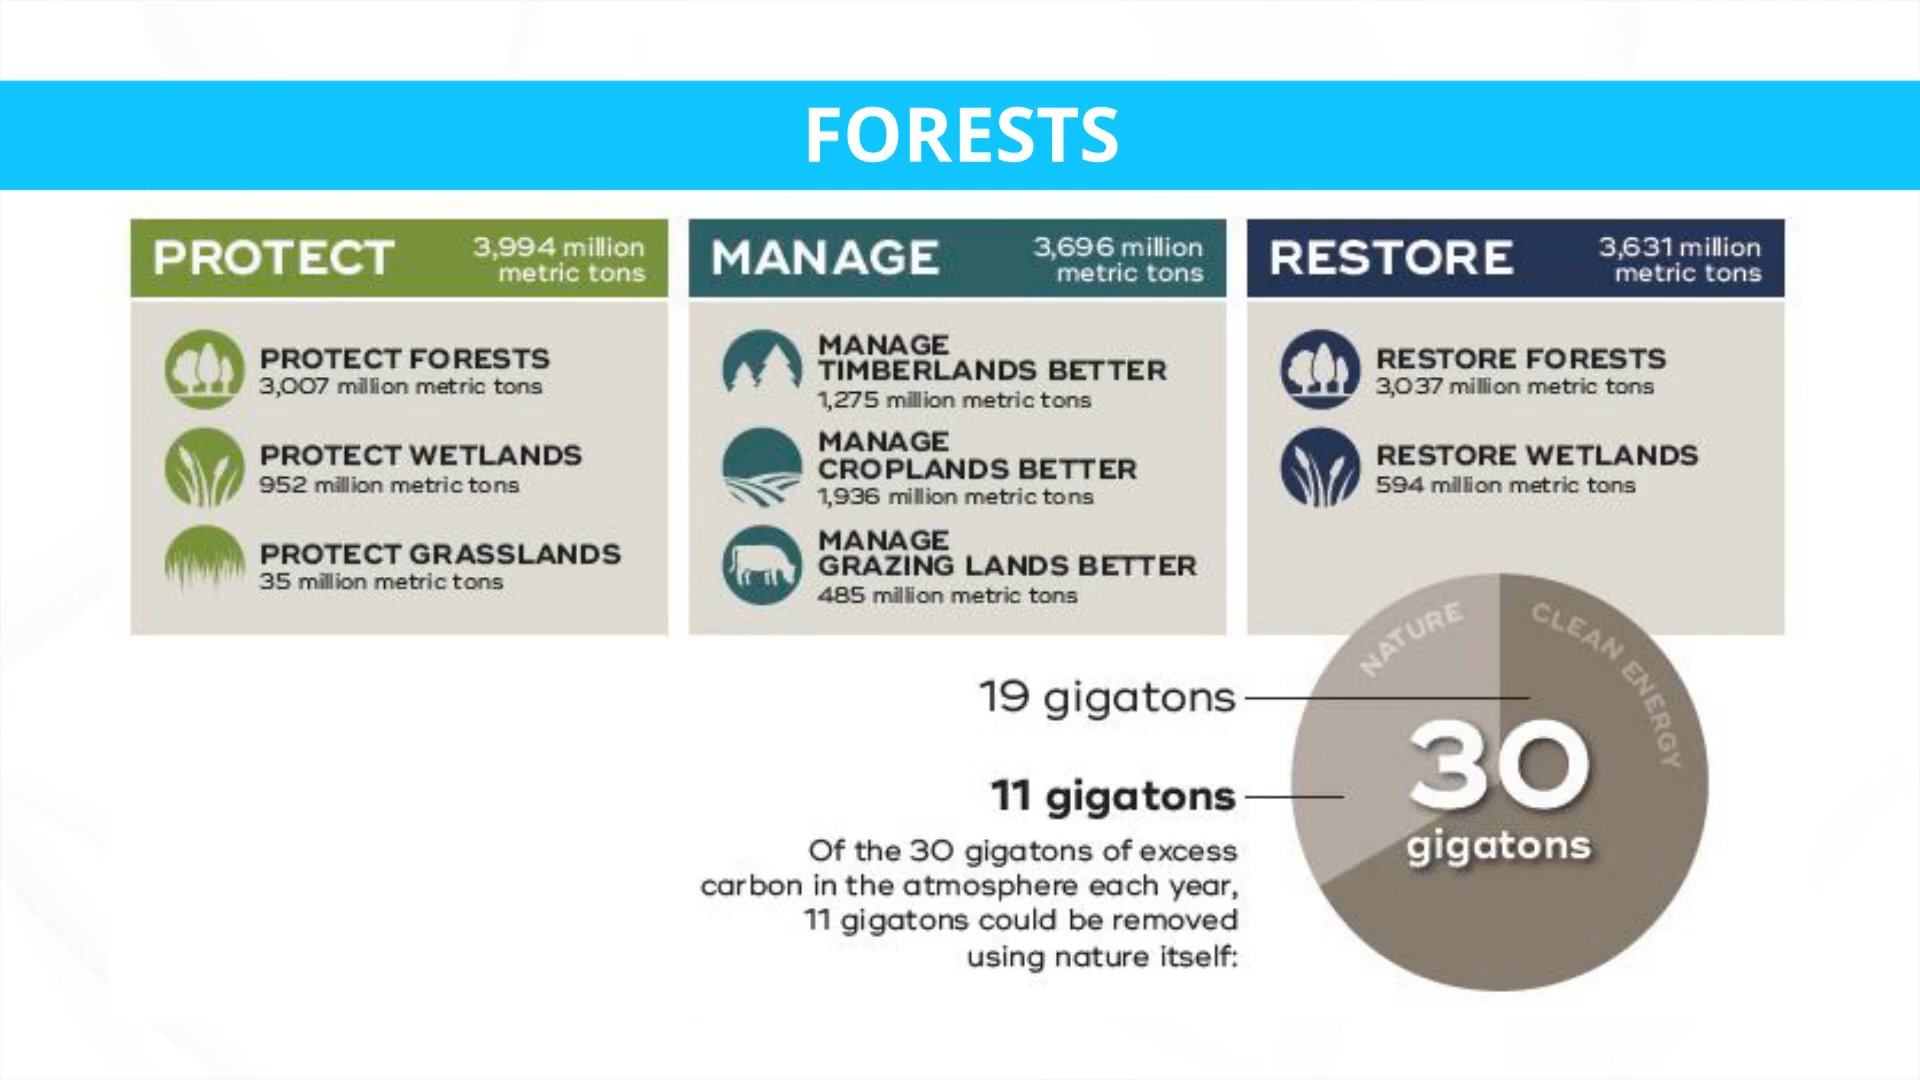 FORESTS
PROTECT
3,994 million
metric tons
PROTECT FORESTS
3,007 million metric tons
PROTECT WETLANDS
952 million metric tons
PROTECT GRASSLANDS
35 million metric tons
MANAGE
3,696 million
metric tons
MANAGE
TIMBERLANDS BETTER
1,275 million metric tons
MANAGE
CROPLANDS BETTER
1,936 million metric tons
MANAGE
GRAZING LANDS BETTER
485 million metric tons
RESTORE
3,631 million
metric tons
RESTORE FORESTS
3,037 million metric tons
RESTORE WETLANDS
594 million metric tons
19 gigatons
11 gigatons
Of the 30 gigatons of excess
carbon in the atmosphere each year,
11 gigatons could be removed
using nature itself:
NATURE
CLEAN ENERGY
30
gigatons